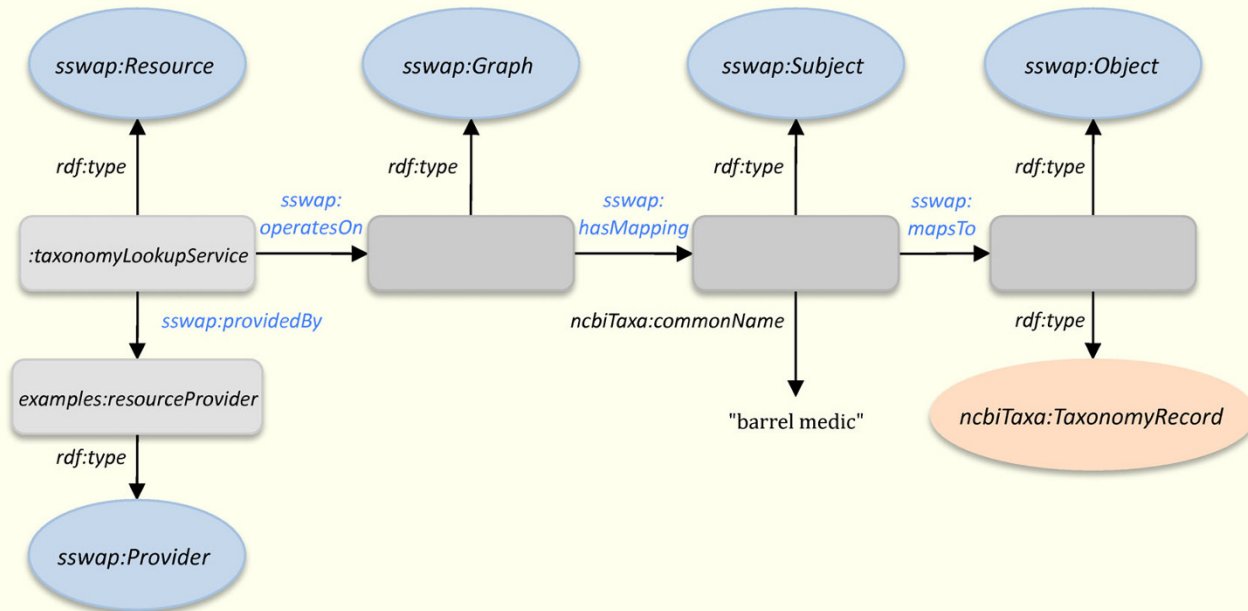 sswap:Resource
sswap:Graph
sswap:Subject
sswap:Object
rdf:type
rdf:type
rdf:type
rdf:type
sswap:
operatesOn
sswap:
hasMapping
sswap:
mapsTo
:taxonomyLookupService
sswap:providedBy
ncbiTaxa:commonName
rdf:type
examples:resourceProvider
"barrel medic"
ncbiTaxa:TaxonomyRecord
rdf:type
sswap:Provider